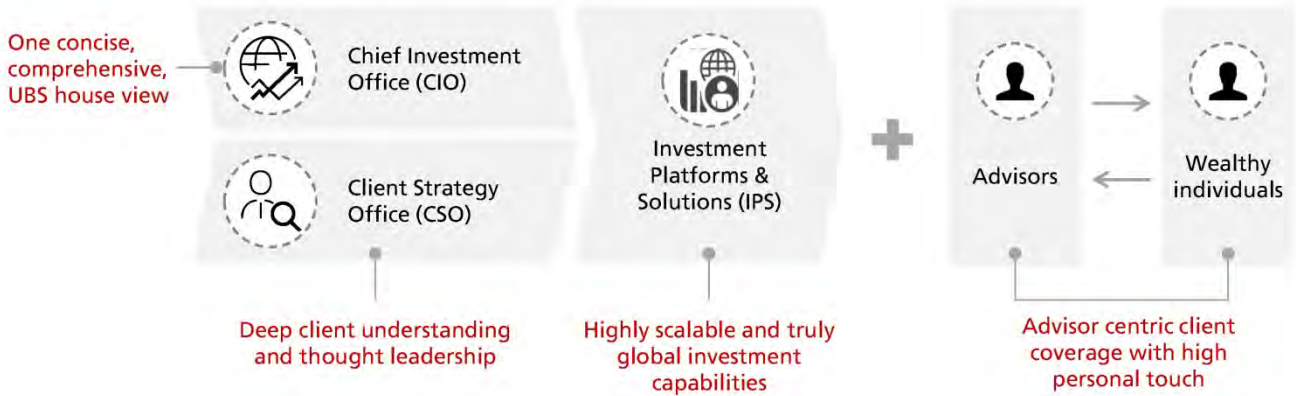 One concise,
comprehensive,
UBS house view
Chief Investment
Office (CIO)
Client Strategy
Office (CSO)
Investment
Platforms &
Solutions (IPS)
Advisors
Wealthy
individuals
Deep client understanding
and thought leadership
Highly scalable and truly
global investment
capabilities
Advisor centric client
coverage with high
personal touch